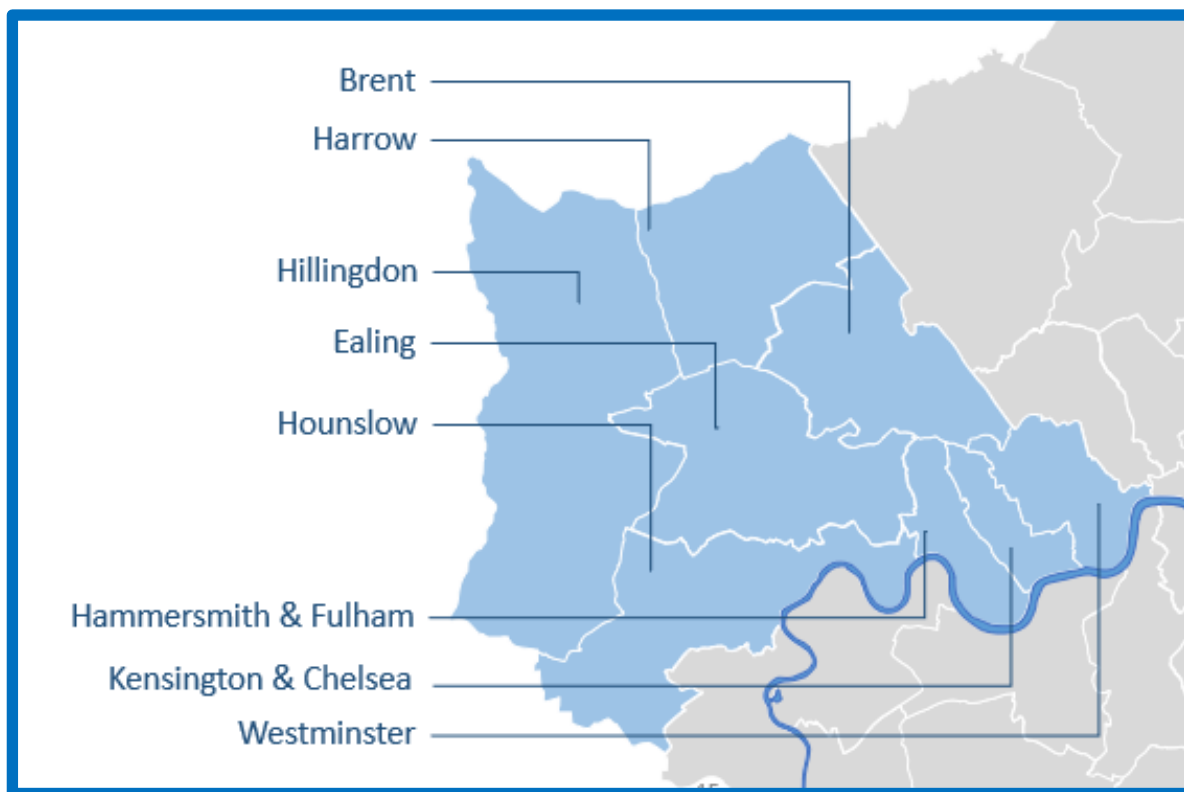 Brent
Harrow
Hillingdon
Ealing
Hounslow
Hammersmith & Fulham
Kensington & Chelsea
Westminster